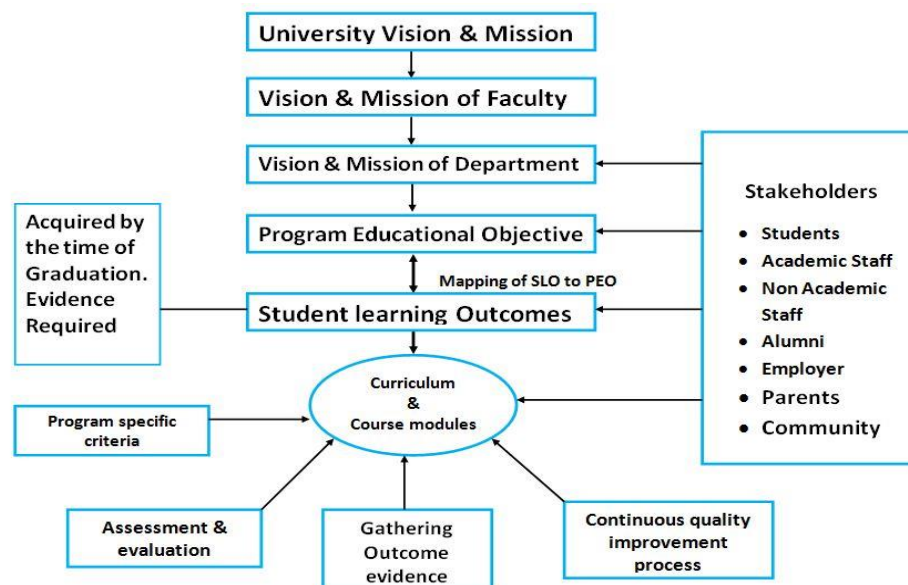 University Vision & Mission
Vision & Mission of Faculty
Vision & Mission of Department
Program Educational Objective
Mapping of SLO to PEO
Student learning Outcomes
Acquired by
the time of
Graduation.
Evidence
Required
Stakeholders
• Students
• Academic Staff
• Non Academic
Staff
• Alumni
• Employer
• Parents
• Community
Curriculum
&
Course modules
Program specific
criteria
Assessment &
evaluation
Gathering
Outcome
evidence
Continuous quality
improvement
process